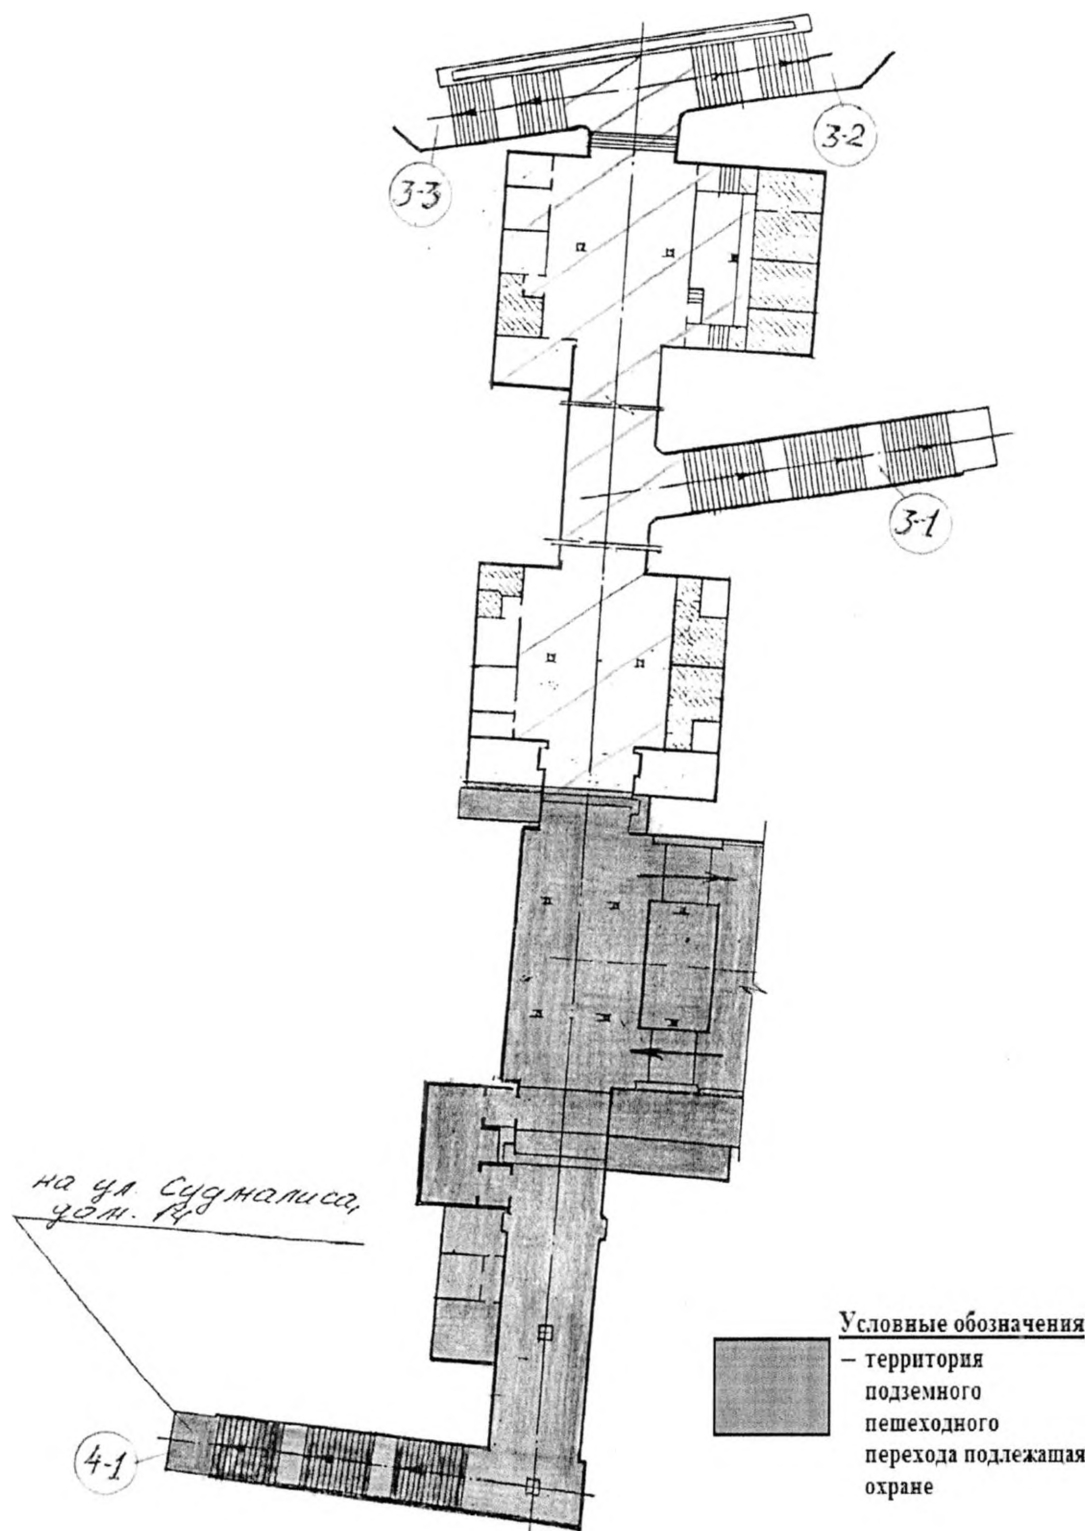 3-2
3-3
3-1
на ул. Судмалиса,
дом.
4-1
Условные обозначения
– территория
подземного
пешеходного
перехода подлежащая
охране